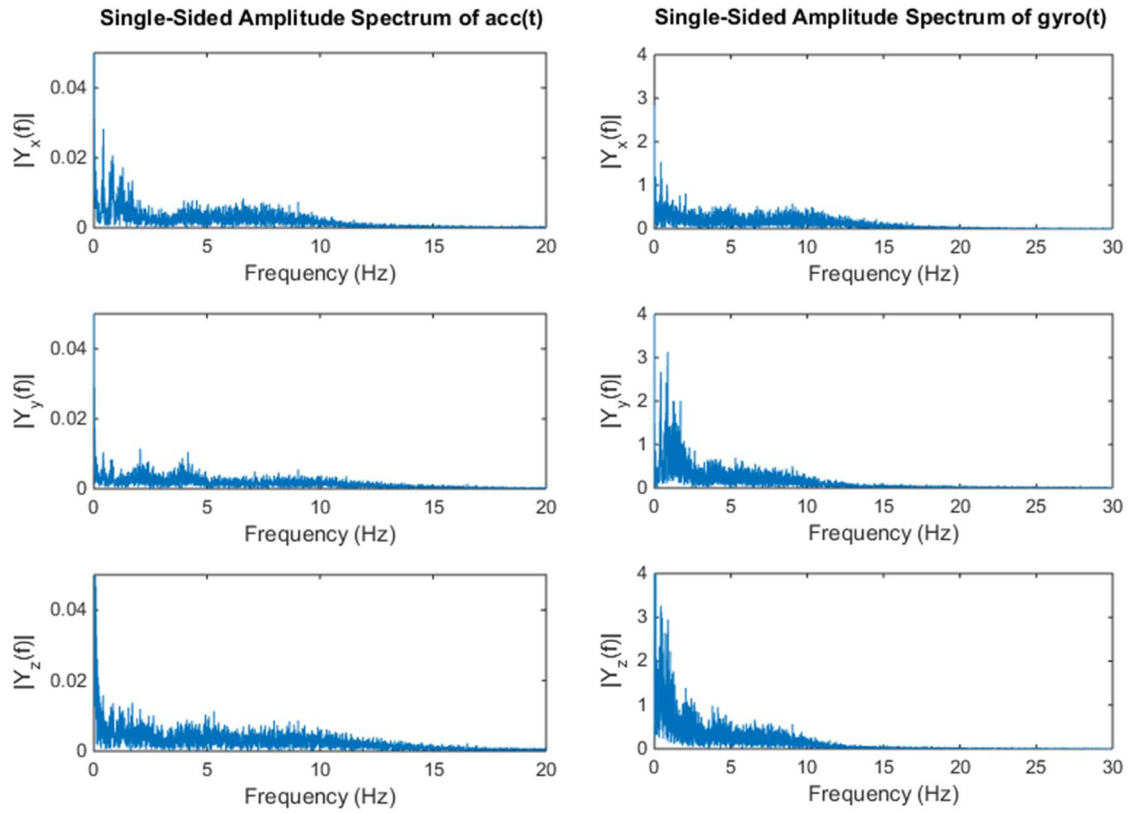 Single-Sided Amplitude Spectrum of acc(t)
0.04
0.02
0
|Yx(f)|
0 5 10 15 20
Frequency (Hz)
0.04
0.02
0
|Yy(f)|
0 5 10 15 20
Frequency (Hz)
0.04
0.02
0
|Yz(f)|
0 5 10 15 20
Frequency (Hz)
Single-Sided Amplitude Spectrum of gyro(t)
4
3
2
1
0
|Yx(f)|
0 5 10 15 20 25 30
Frequency (Hz)
4
3
2
1
0
|Yy(f)|
0 5 10 15 20 25 30
Frequency (Hz)
4
3
2
1
0
|Yz(f)|
0 5 10 15 20 25 30
Frequency (Hz)